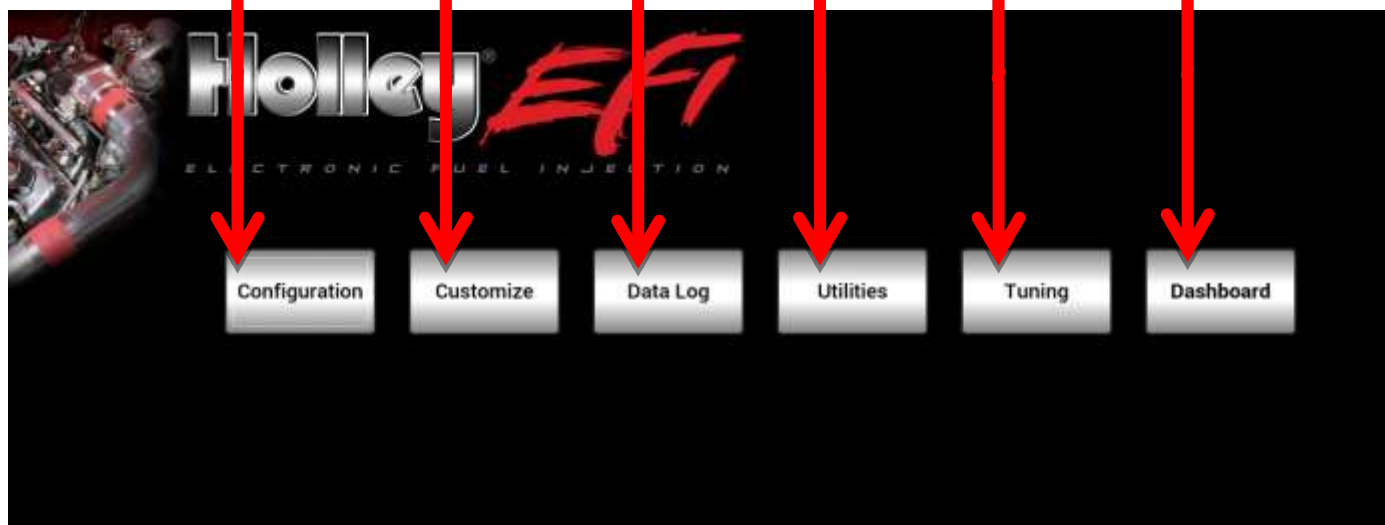 Holley® EFI
ELECTRONIC FUEL INJECTION
Configuration Customize Data Log Utilities Tuning Dashboard